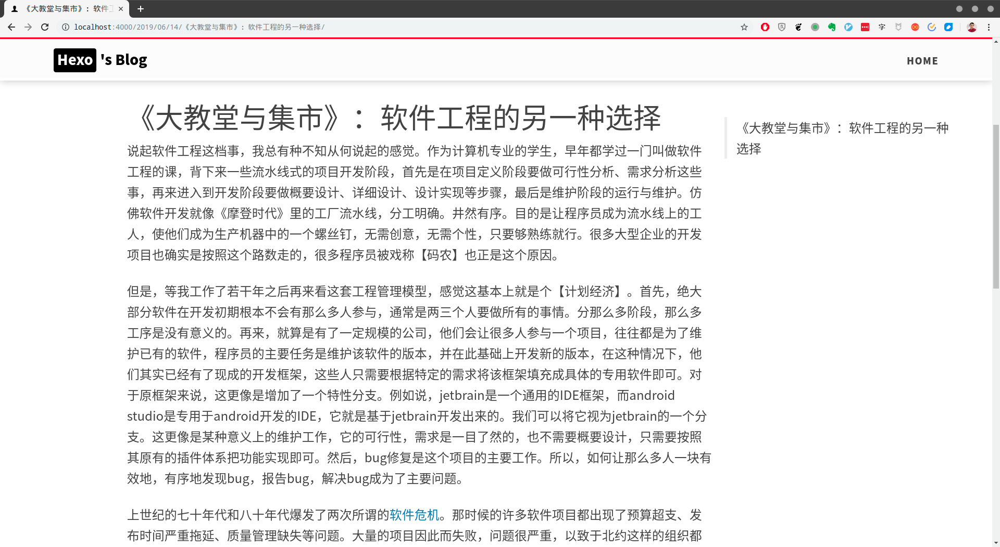 《大教堂与集市》：软件工
localhost:4000/2019/06/14/《大教堂与集市》：软件工程的另一种选择/
字
Hexo 's Blog
HOME
《大教堂与集市》：软件工程的另一种选择
说起软件工程这档事，我总有种不知从何说起的感觉。作为计算机专业的学生，早年都学过一门叫做软件
工程的课，背下来一些流水线式的项目开发阶段，首先是在项目定义阶段要做可行性分析、需求分析这些
事，再来进入到开发阶段要做概要设计、详细设计、设计实现等步骤，最后是维护阶段的运行与维护。仿
佛软件开发就像《摩登时代》里的工厂流水线，分工明确。井然有序。目的是让程序员成为流水线上的工
人，使他们成为生产机器中的一个螺丝钉，无需创意，无需个性，只要够熟练就行。很多大型企业的开发
项目也确实是按照这个路数走的，很多程序员被戏称【码农】也正是这个原因。
但是，等我工作了若干年之后再来看这套工程管理模型，感觉这基本上就是个【计划经济】。首先，绝大
部分软件在开发初期根本不会有那么多人参与，通常是两三个人要做所有的事情。分那么多阶段，那么多
工序是没有意义的。再来，就算是有了一定规模的公司，他们会让很多人参与一个项目，往往都是为了维
护已有的软件，程序员的主要任务是维护该软件的版本，并在此基础上开发新的版本，在这种情况下，他
们其实已经有了现成的开发框架，这些人只需要根据特定的需求将该框架填充成具体的专用软件即可。对
于原框架来说，这更像是增加了一个特性分支。例如说，jetbrain是一个通用的IDE框架，而android
studio是专用于android开发的IDE，它就是基于jetbrain开发出来的。我们可以将它视为jetbrain的一个分
支。这更像是某种意义上的维护工作，它的可行性，需求是一目了然的，也不需要概要设计，只需要按照
其原有的插件体系把功能实现即可。然后，bug修复是这个项目的主要工作。所以，如何让那么多人一块有
效地，有序地发现bug，报告bug，解决bug成为了主要问题。
上世纪的七十年代和八十年代爆发了两次所谓的软件危机。那时候的许多软件项目都出现了预算超支、发
布时间严重拖延、质量管理缺失等问题。大量的项目因此而失败，问题很严重，以致于北约这样的组织都
《大教堂与集市》：软件工程的另一种
选择